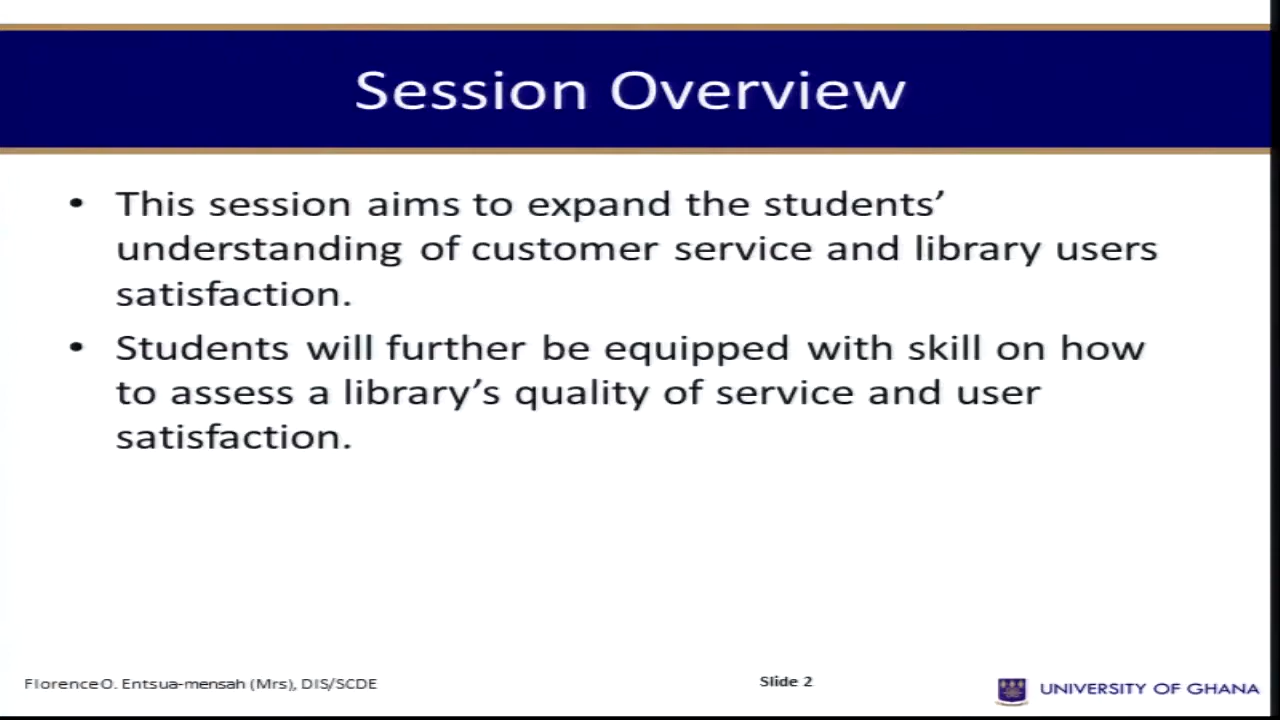 Session Overview
• This session aims to expand the students’
understanding of customer service and library users
satisfaction.
• Students will further be equipped with skill on how
to assess a library’s quality of service and user
satisfaction.
Florence O. Entsua-mensah (Mrs), DIS/SCDE
Slide 2
UNIVERSITY OF GHANA